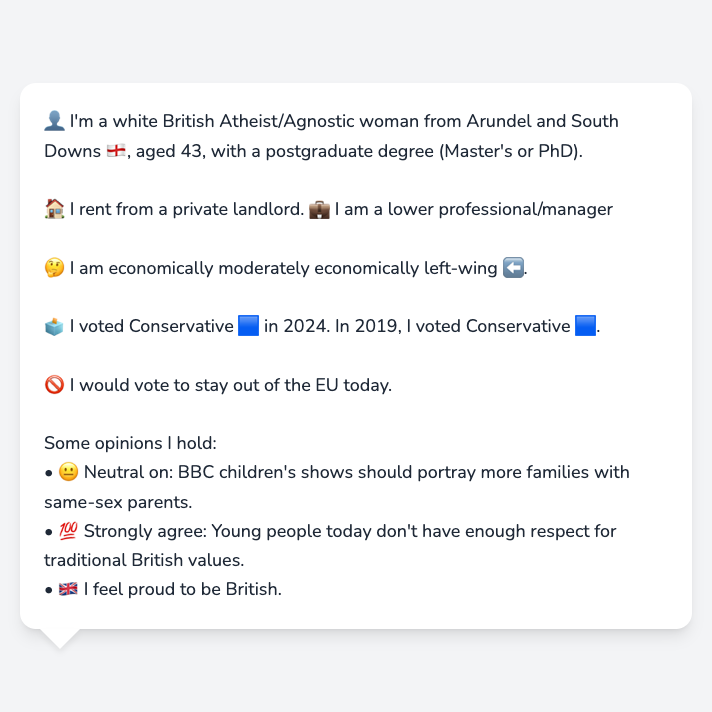 👤 I'm a white British Atheist/Agnostic woman from Arundel and South
Downs 🏴󠁧󠁢󠁥󠁮󠁧󠁿, aged 43, with a postgraduate degree (Master's or PhD).
🏠 I rent from a private landlord. 💼 I am a lower professional/manager
🤔 I am economically moderately economically left-wing ⬅️.
🗳️ I voted Conservative 🟦 in 2024. In 2019, I voted Conservative 🟦.
🚫 I would vote to stay out of the EU today.
Some opinions I hold:
• 😐 Neutral on: BBC children's shows should portray more families with
same-sex parents.
• 💯 Strongly agree: Young people today don't have enough respect for
traditional British values.
• 🇬🇧 I feel proud to be British.